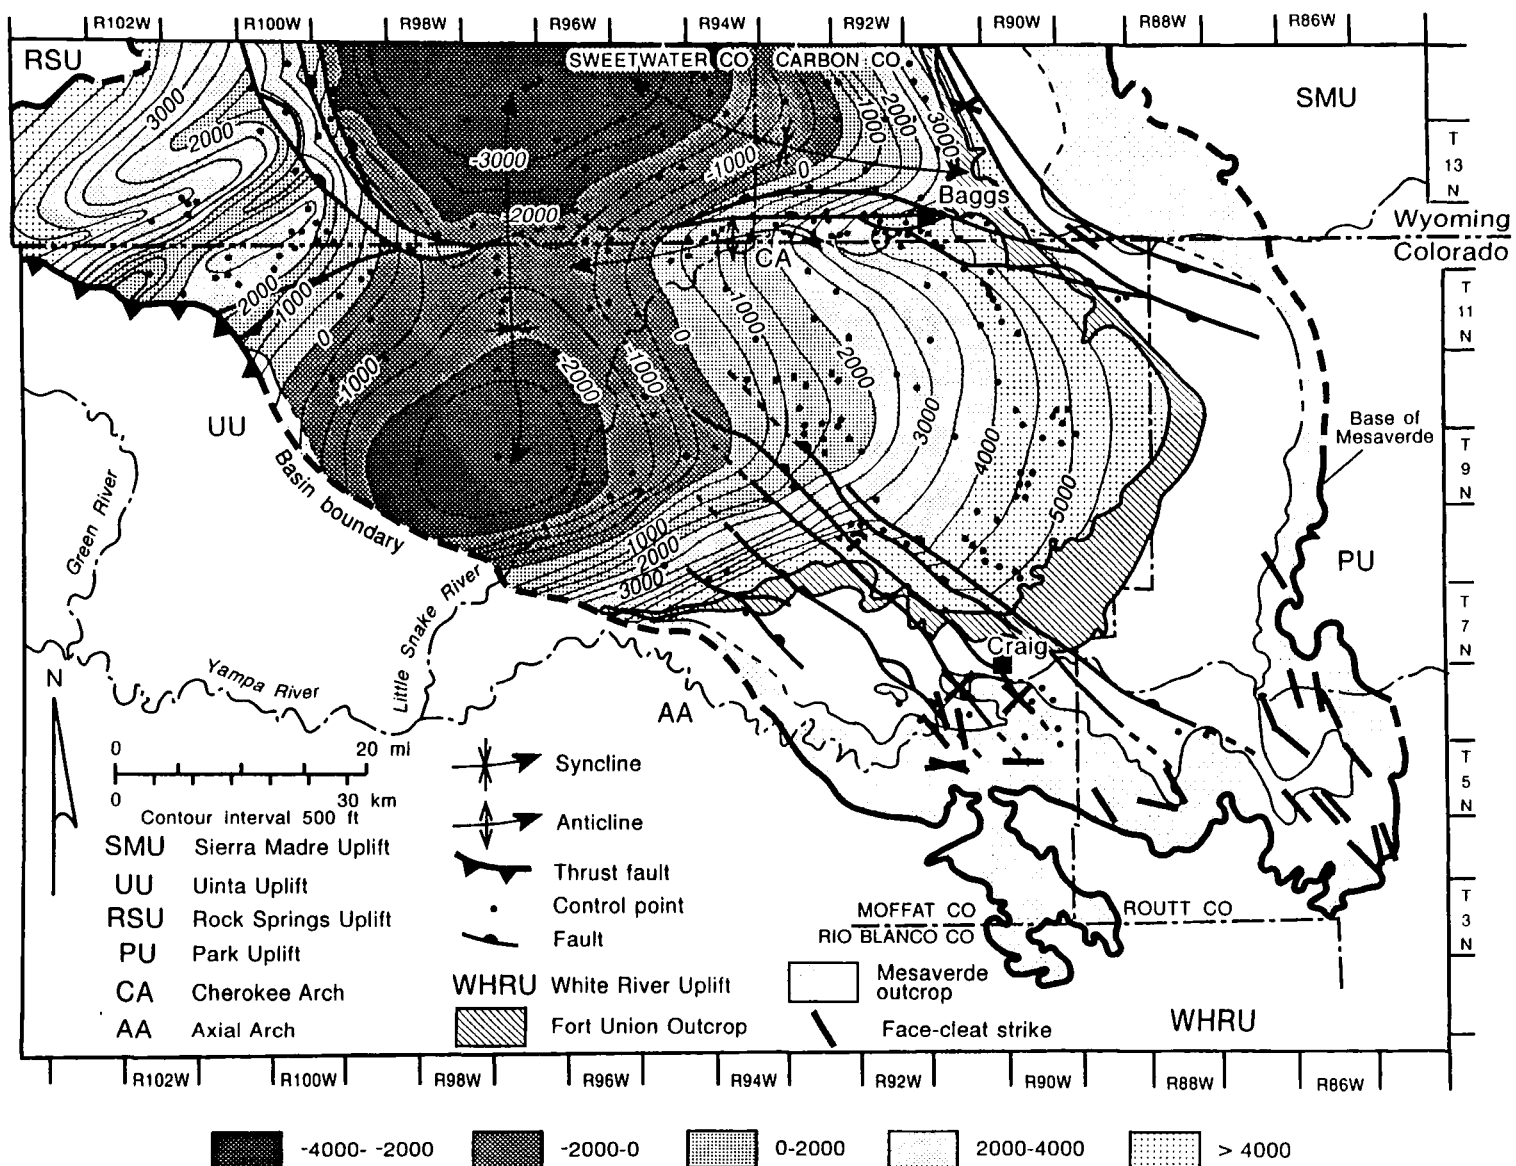 R102W R100W R98W R96W R94W R92W R90W R88W R86W
RSU
SWEETWATER CO CARBON CO
SMU
3000
2000
-3000
-1000
0
1000
2000
3000
T
13
N
Baggs
-2000
Wyoming
Colorado
CA
2000
1000
0
-1000
-2000
-1000
0
1000
2000
3000
4000
5000
T
11
N
UU
Base of
Mesaverde
T
9
N
Green River
Basin boundary
1000
2000
3000
PU
Little Snake River
T
7
N
Craig
N
Yampa River
AA
0 20 mi
0 30 km
Contour interval 500 ft
T
5
N
Syncline
Anticline
SMU Sierra Madre Uplift
UU Uinta Uplift
RSU Rock Springs Uplift
PU Park Uplift
CA Cherokee Arch
AA Axial Arch
Thrust fault
Control point
Fault
WHRU White River Uplift
Fort Union Outcrop
MOFFAT CO
RIO BLANCO CO
ROUTT CO
T
3
N
Mesaverde
outcrop
Face-cleat strike
WHRU
R102W R100W R98W R96W R94W R92W R90W R88W R86W
-4000- -2000 -2000-0 0-2000 2000-4000 > 4000